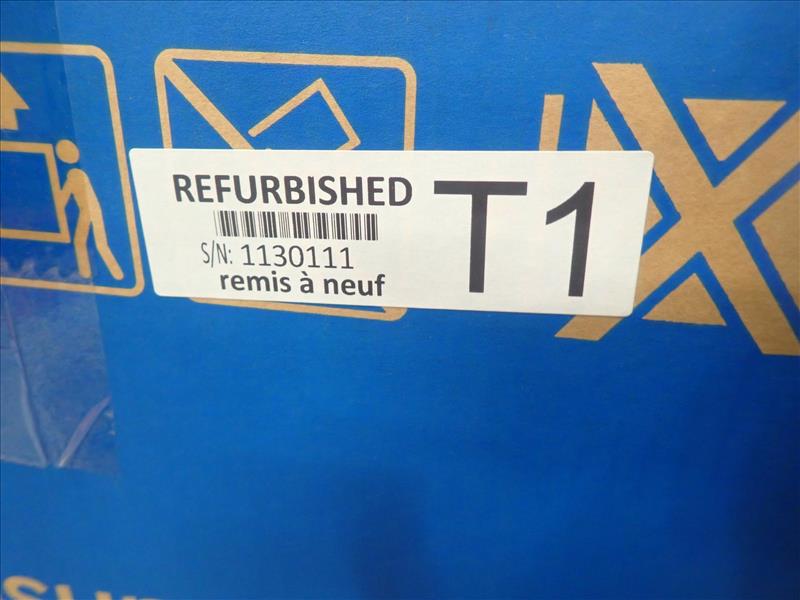 REFURBISHED
T1
S/N: 1130111
remis à neuf